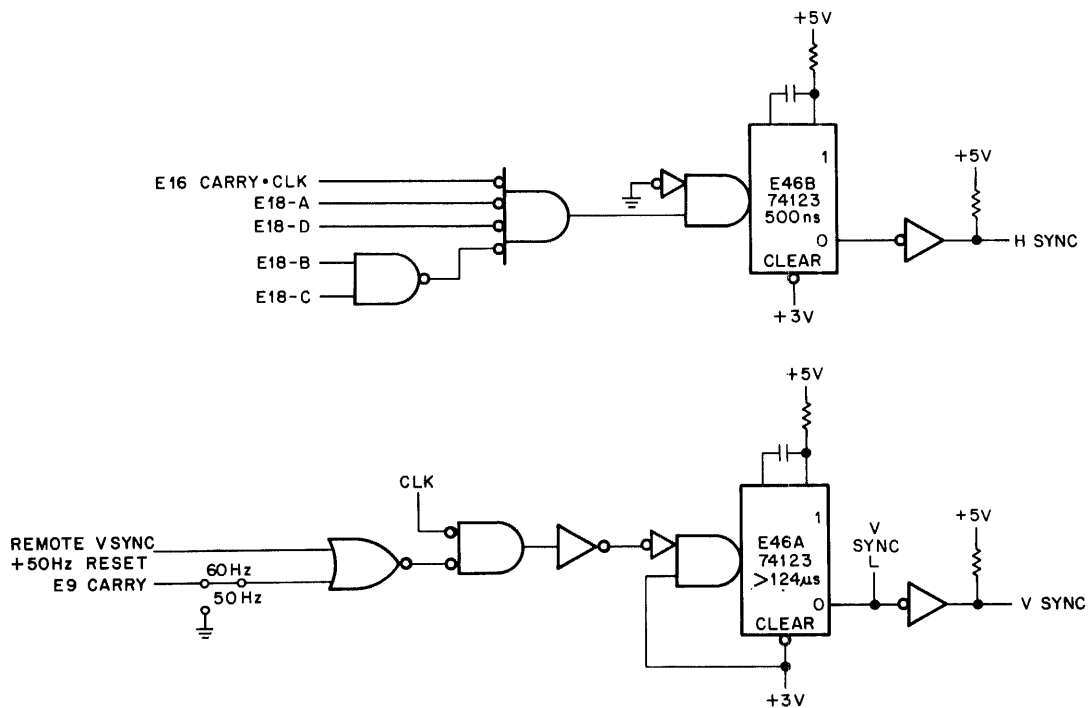 +5V
1
E16 CARRY•CLK
E18-A
E18-D
E18-B
E18-C
E46B
74123
500ns
0
CLEAR
+3V
+5V
H SYNC
+5V
CLK
REMOTE VSYNC
+50Hz RESET
E9 CARRY
60Hz
50Hz
1
E46A
74123
>124µs
0
CLEAR
+3V
V
SYNC
L
+5V
V SYNC